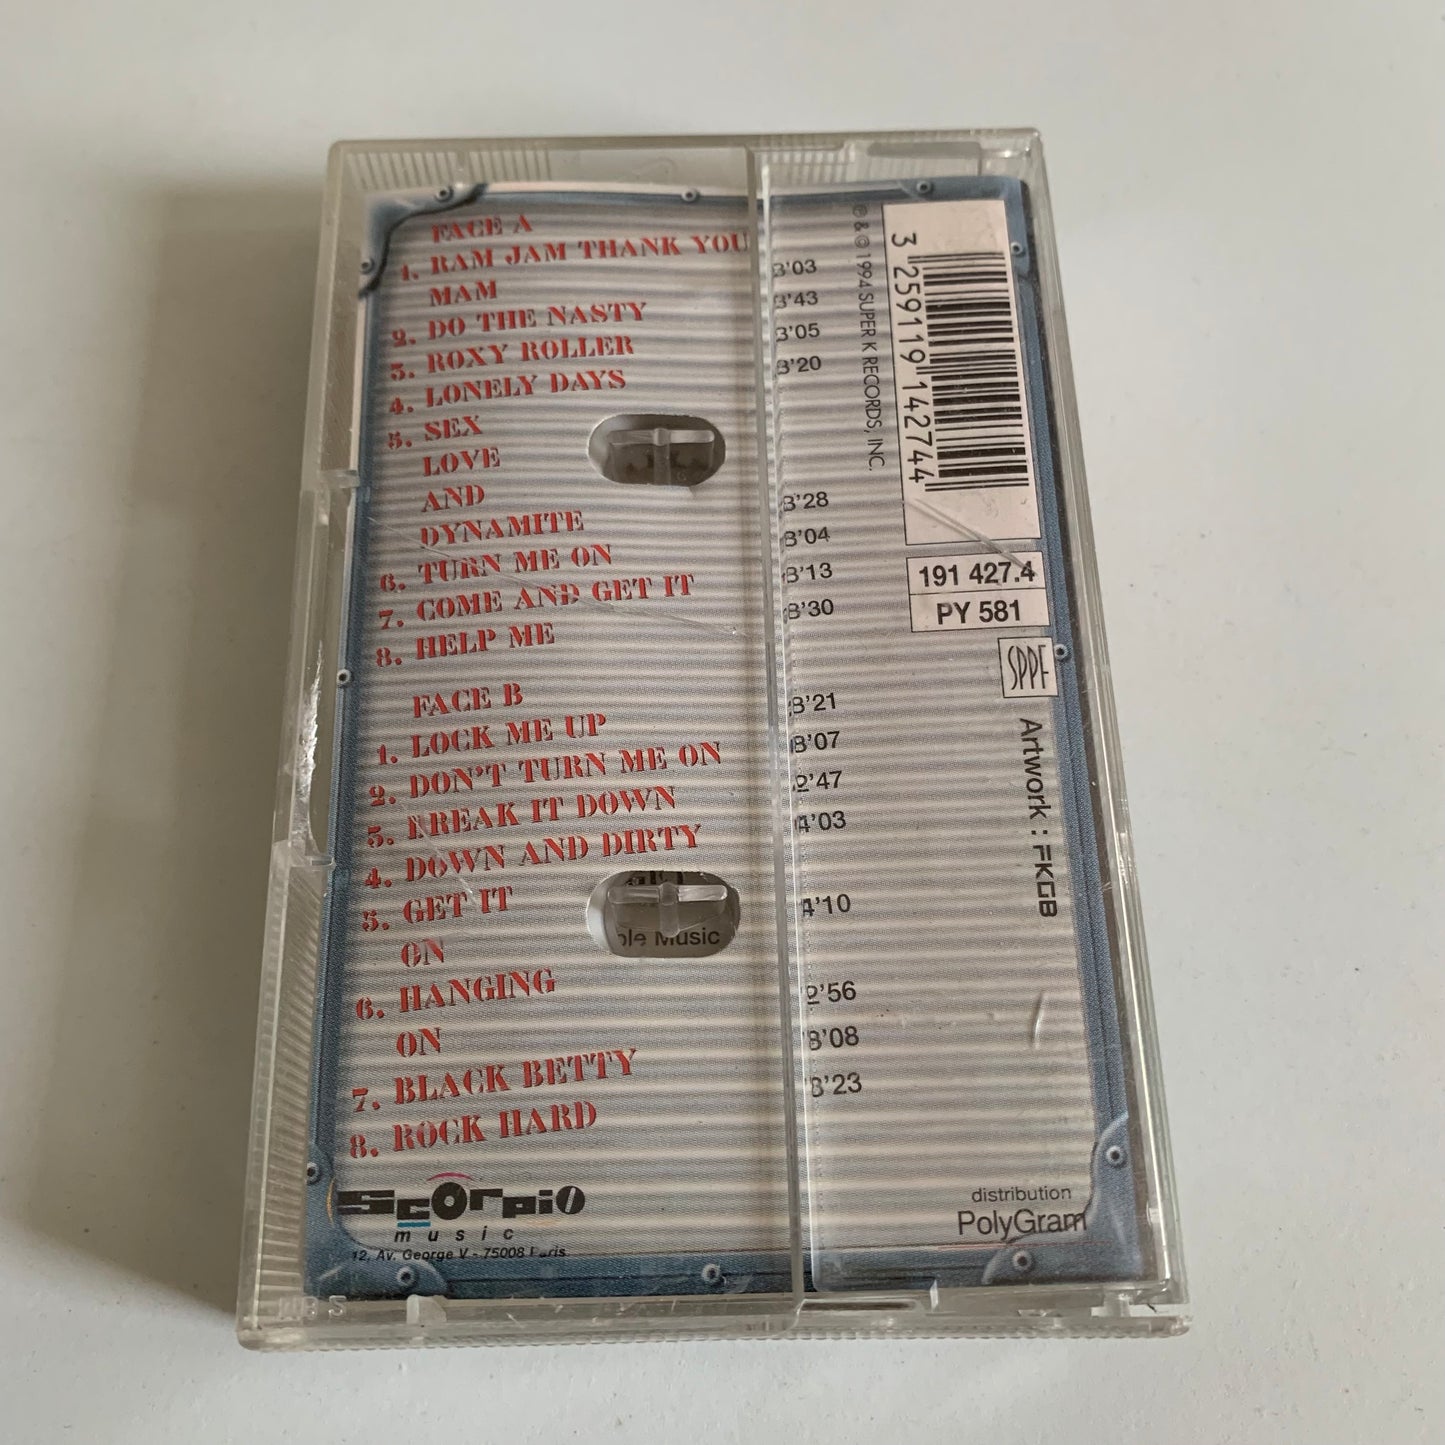 FACE A
1. RAM JAM THANK YOU
MAM 3'03
2. DO THE NASTY 3'43
3. ROXY ROLLER 3'05
4. LONELY DAYS 3'20
5. SEX
LOVE
AND
DYNAMITE 3'28
6. TURN ME ON 3'04
7. COME AND GET IT 3'13
8. HELP ME 3'30
FACE B
1. LOCK ME UP 3'21
2. DON'T TURN ME ON 3'07
3. BREAK IT DOWN 2'47
4. DOWN AND DIRTY 4'03
5. GET IT
ON 4'10
6. HANGING
ON 2'56
7. BLACK BETTY 3'08
8. ROCK HARD 3'23
Scorpio
music
12, Av. George V - 75008 Paris
℗ & © 1994 SUPER K RECORDS, INC.
3 259119 142744
191 427.4
PY 581
SPPF
Artwork : FKGB
distribution
PolyGram
Music